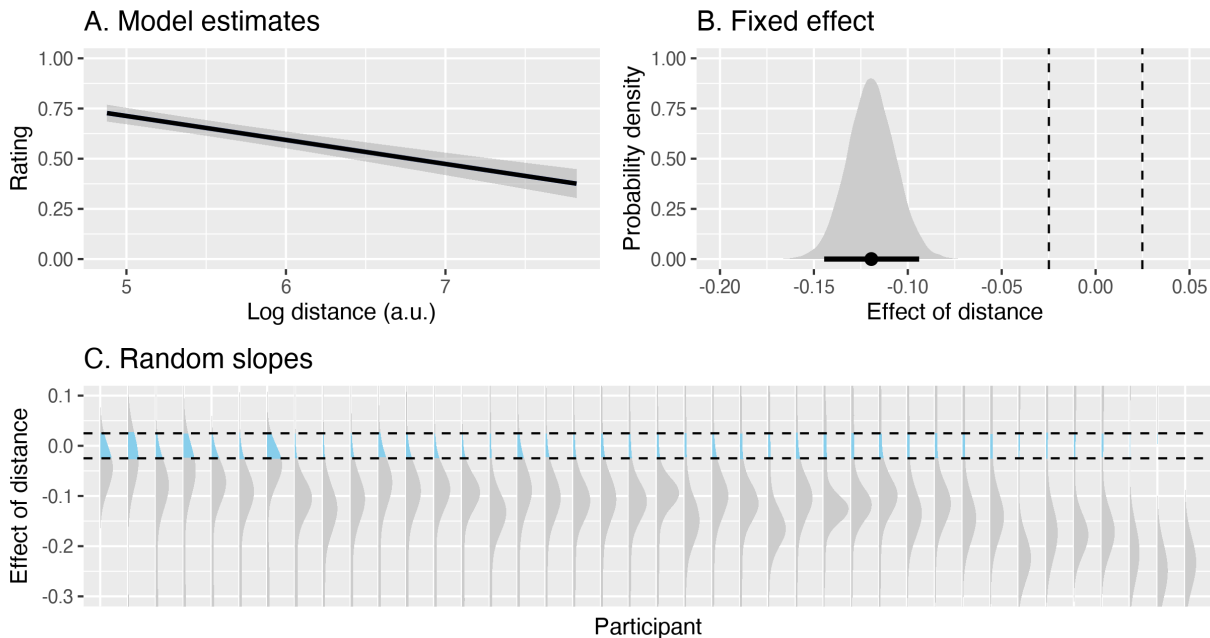 A. Model estimates
1.00
0.75
0.50
0.25
0.00
Rating
5 6 7
Log distance (a.u.)
B. Fixed effect
1.00
0.75
0.50
0.25
0.00
Probability density
-0.20 -0.15 -0.10 -0.05 0.00 0.05
Effect of distance
C. Random slopes
0.1
0.0
-0.1
-0.2
-0.3
Effect of distance
Participant